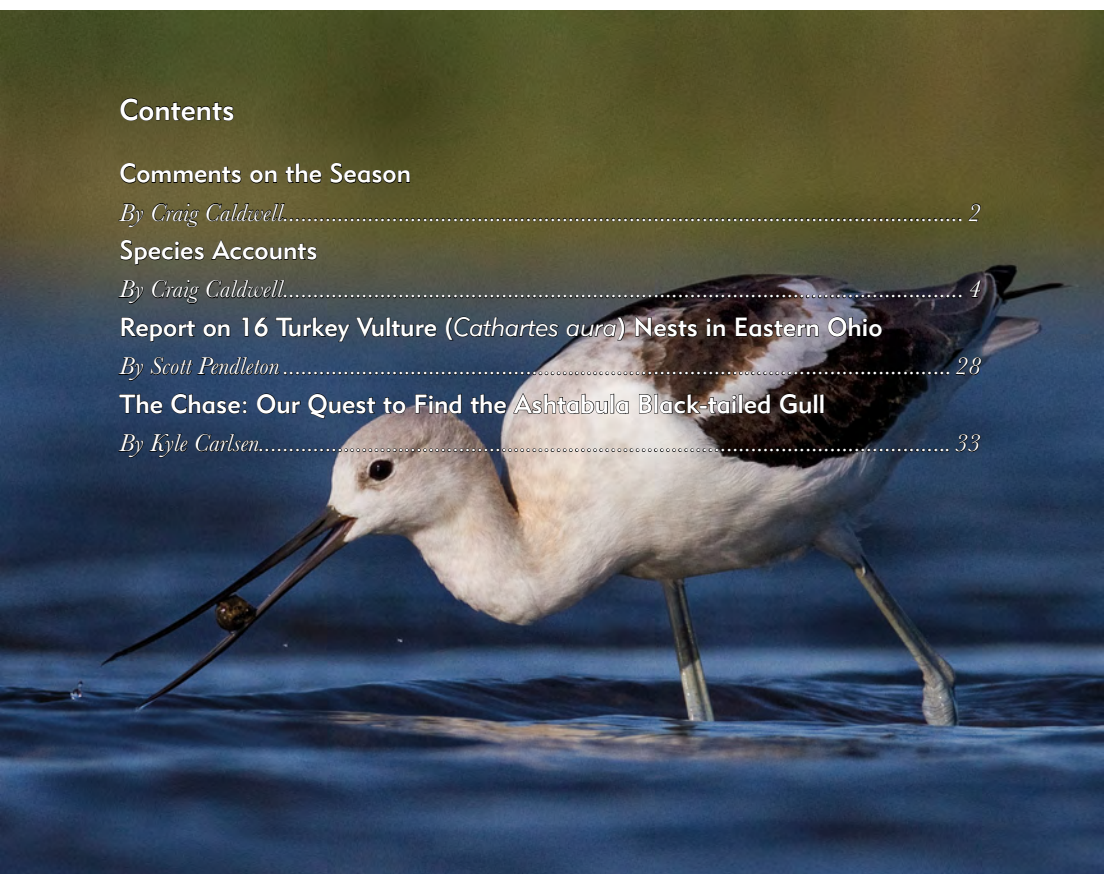 Contents
Comments on the Season
By Craig Caldwell.................................................................................................................. 2
Species Accounts
By Craig Caldwell.................................................................................................................. 4
Report on 16 Turkey Vulture (Cathartes aura) Nests in Eastern Ohio
By Scott Pendleton.................................................................................................................. 28
The Chase: Our Quest to Find the Ashtabula Black-tailed Gull
By Kyle Carlsen.................................................................................................................. 33